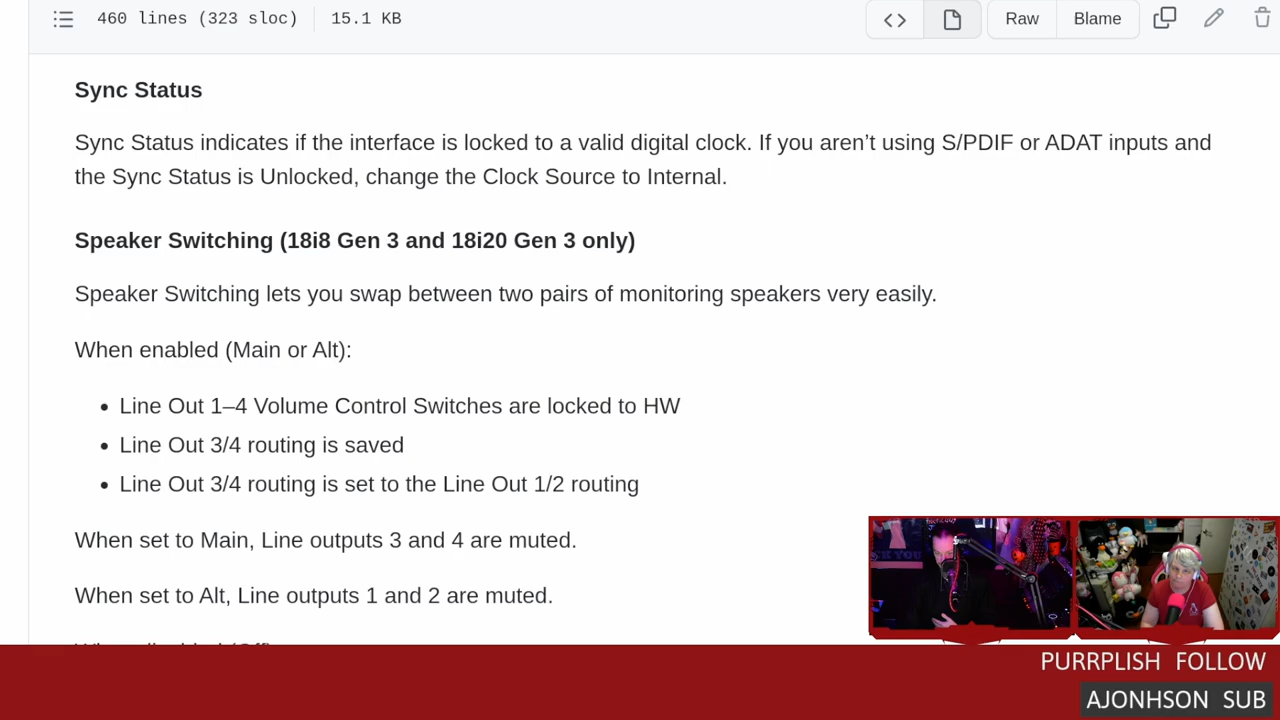 460 lines (323 sloc) 15.1 KB Raw Blame
Sync Status
Sync Status indicates if the interface is locked to a valid digital clock. If you aren’t using S/PDIF or ADAT inputs and
the Sync Status is Unlocked, change the Clock Source to Internal.
Speaker Switching (18i8 Gen 3 and 18i20 Gen 3 only)
Speaker Switching lets you swap between two pairs of monitoring speakers very easily.
When enabled (Main or Alt):
• Line Out 1–4 Volume Control Switches are locked to HW
• Line Out 3/4 routing is saved
• Line Out 3/4 routing is set to the Line Out 1/2 routing
When set to Main, Line outputs 3 and 4 are muted.
When set to Alt, Line outputs 1 and 2 are muted.
PURRPLISH FOLLOW
AJONHSON SUB